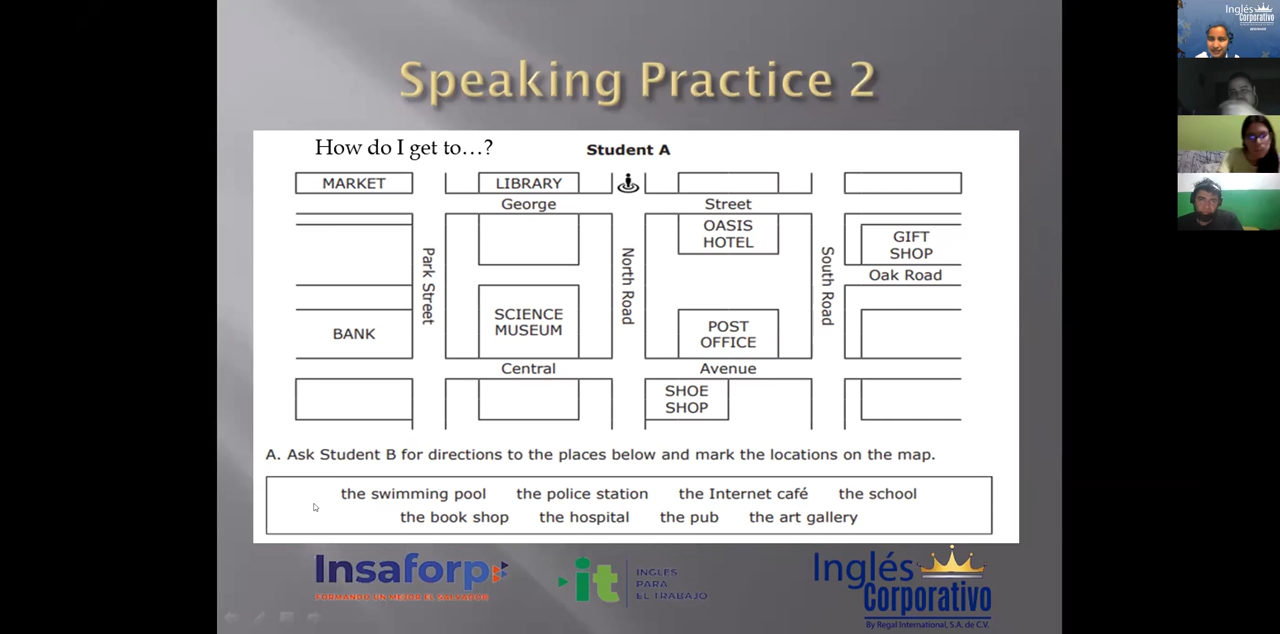 Inglés
Corporativo
Speaking Practice 2
How do I get to…?
Student A
MARKET
LIBRARY
George
Street
OASIS
HOTEL
GIFT
SHOP
Oak Road
Park Street
North Road
South Road
BANK
SCIENCE
MUSEUM
POST
OFFICE
Central
Avenue
SHOE
SHOP
A. Ask Student B for directions to the places below and mark the locations on the map.
the swimming pool the police station the Internet café the school
the book shop the hospital the pub the art gallery
Insaforp
FORMANDO UN MEJOR EL SALVADOR
it
INGLES
PARA
EL TRABAJO
Inglés
Corporativo
By Regal International, S.A. de C.V.